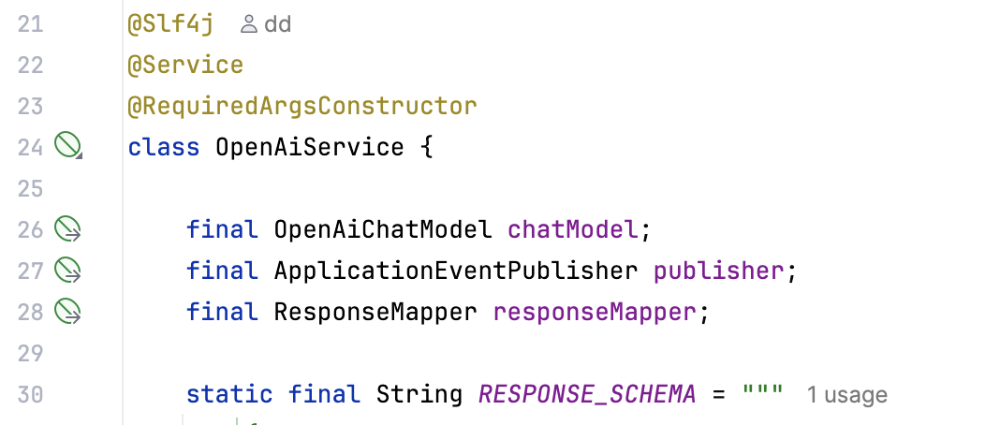 21 @Slf4j dd
22 @Service
23 @RequiredArgsConstructor
24 class OpenAiService {
25
26 final OpenAiChatModel chatModel;
27 final ApplicationEventPublisher publisher;
28 final ResponseMapper responseMapper;
29
30 static final String RESPONSE_SCHEMA = """ 1 usage